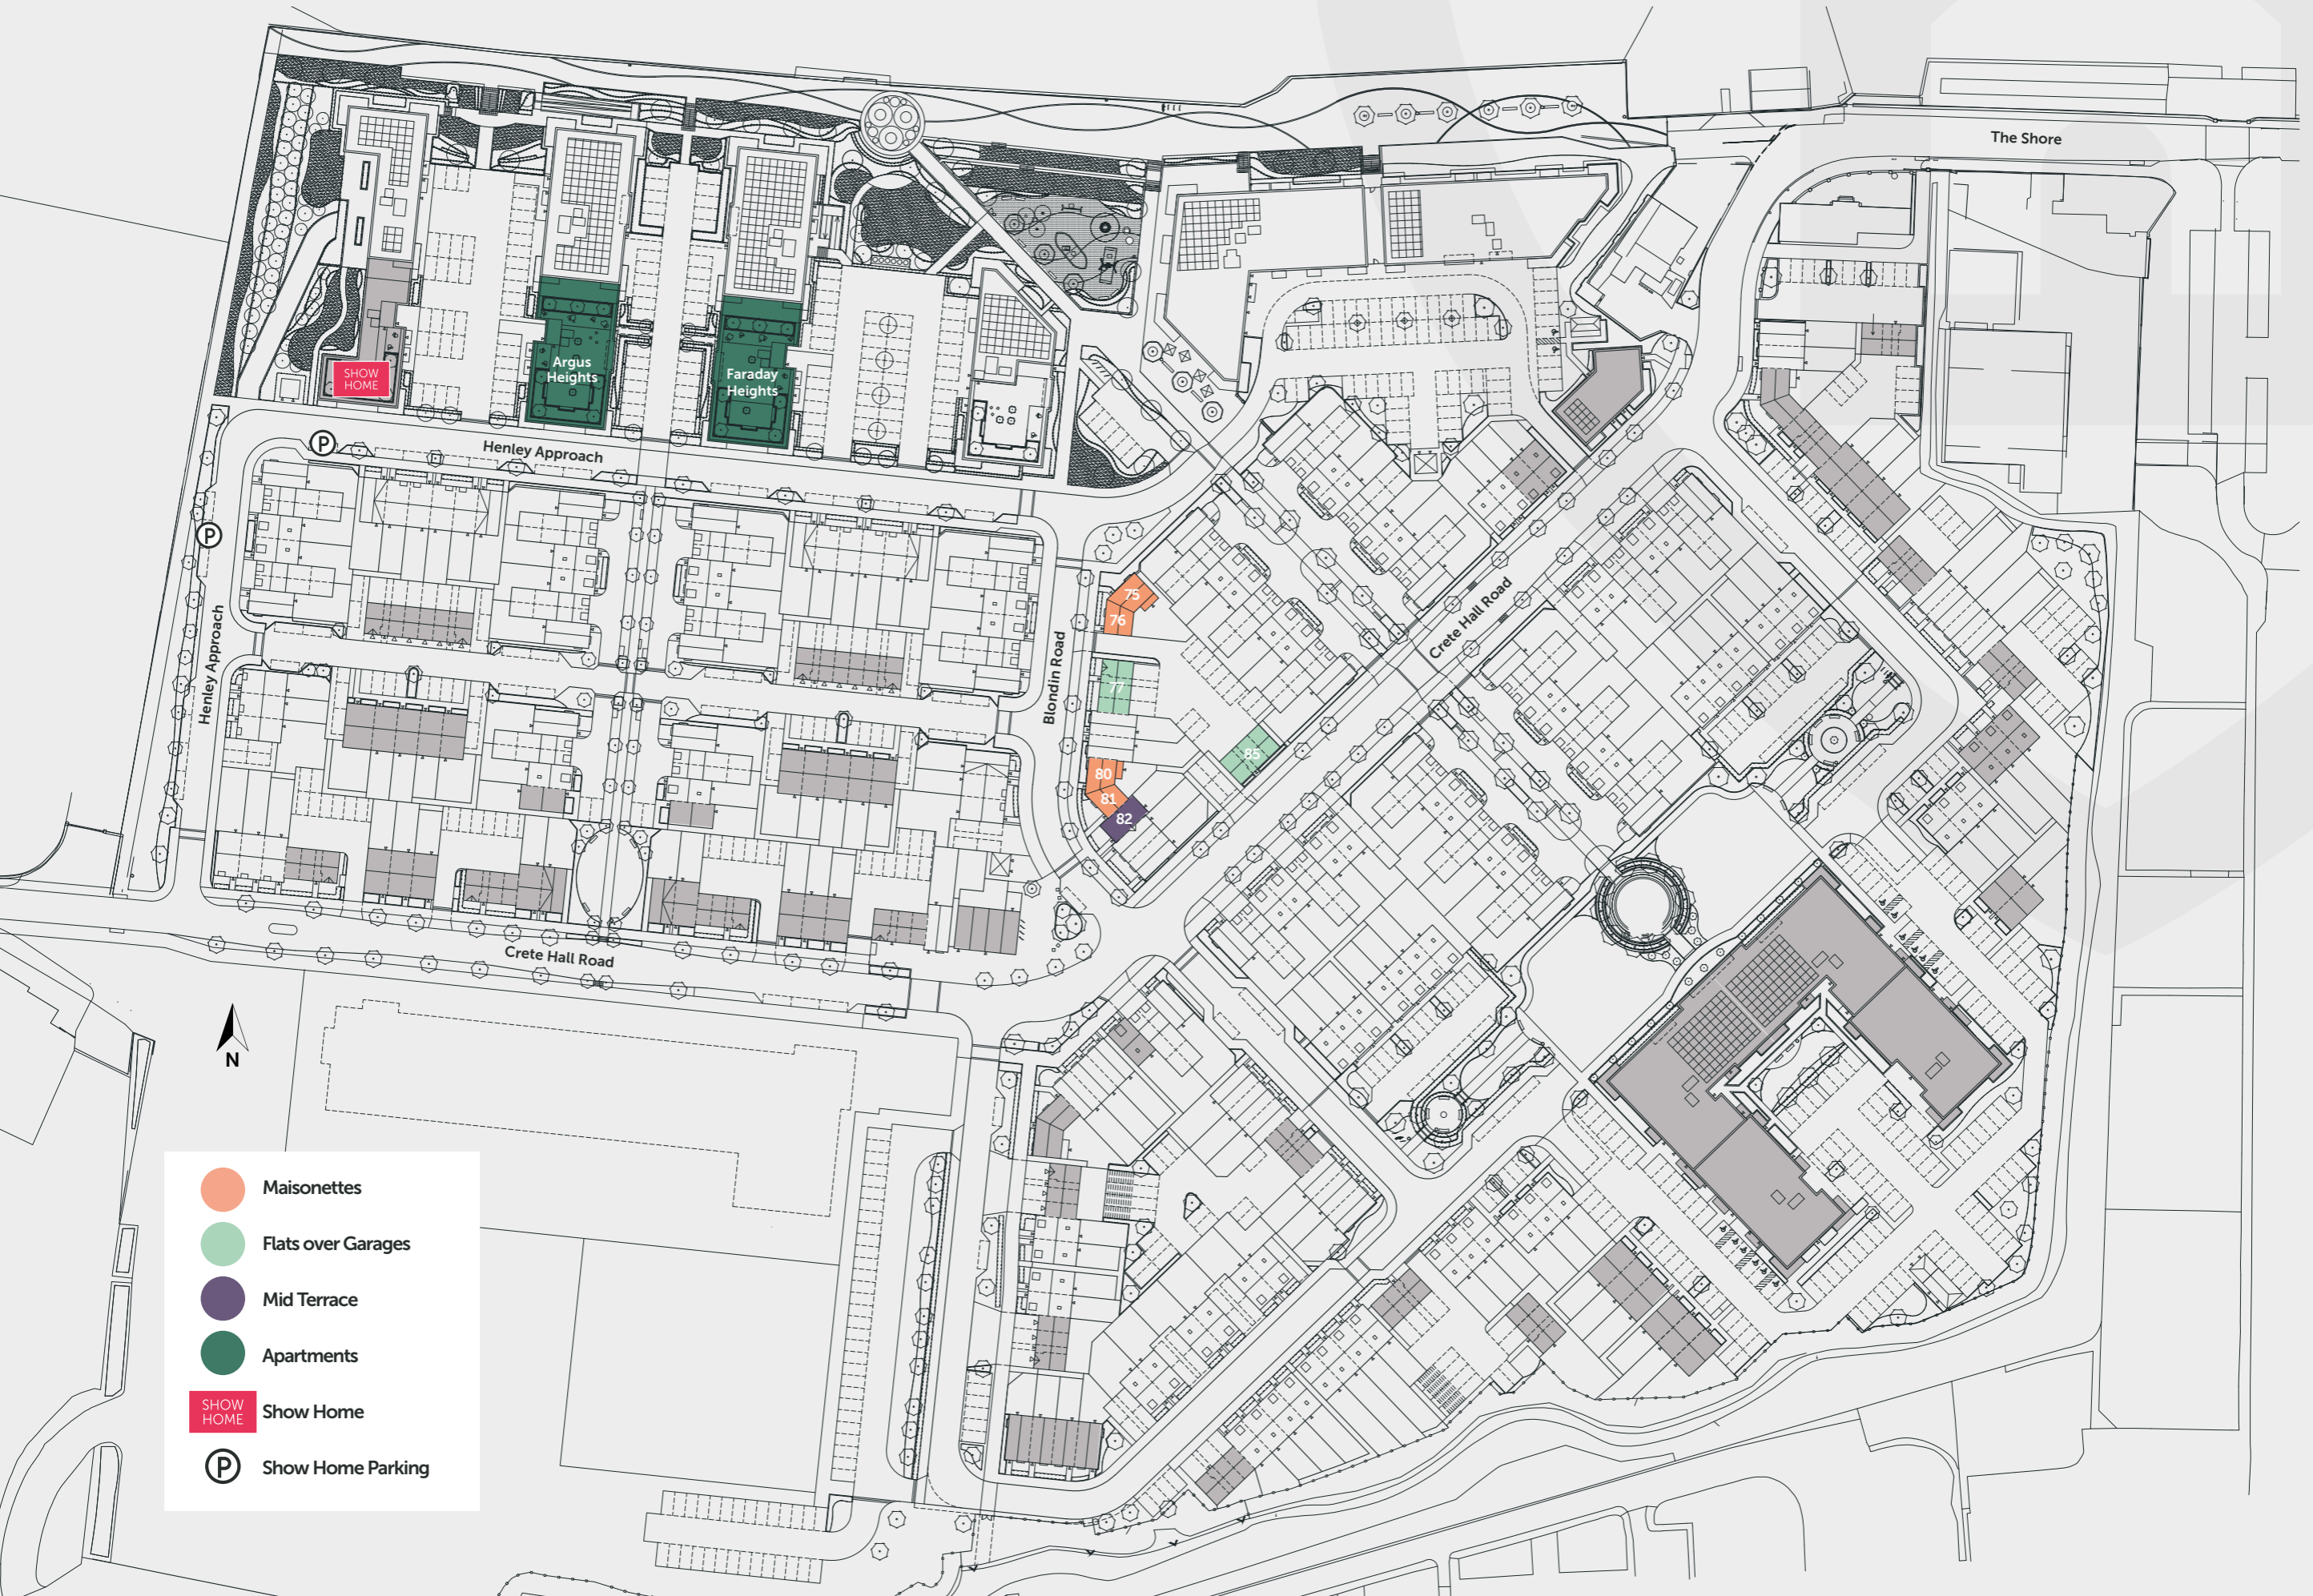 The Shore
SHOW
HOME
Argus
Heights
Faraday
Heights
P
Henley Approach
P
75
76
Crete Hall Road
Henley Approach
Blondin Road
77
85
80
81
82
Crete Hall Road
N
Maisonettes
Flats over Garages
Mid Terrace
Apartments
SHOW
HOME
Show Home
P
Show Home Parking